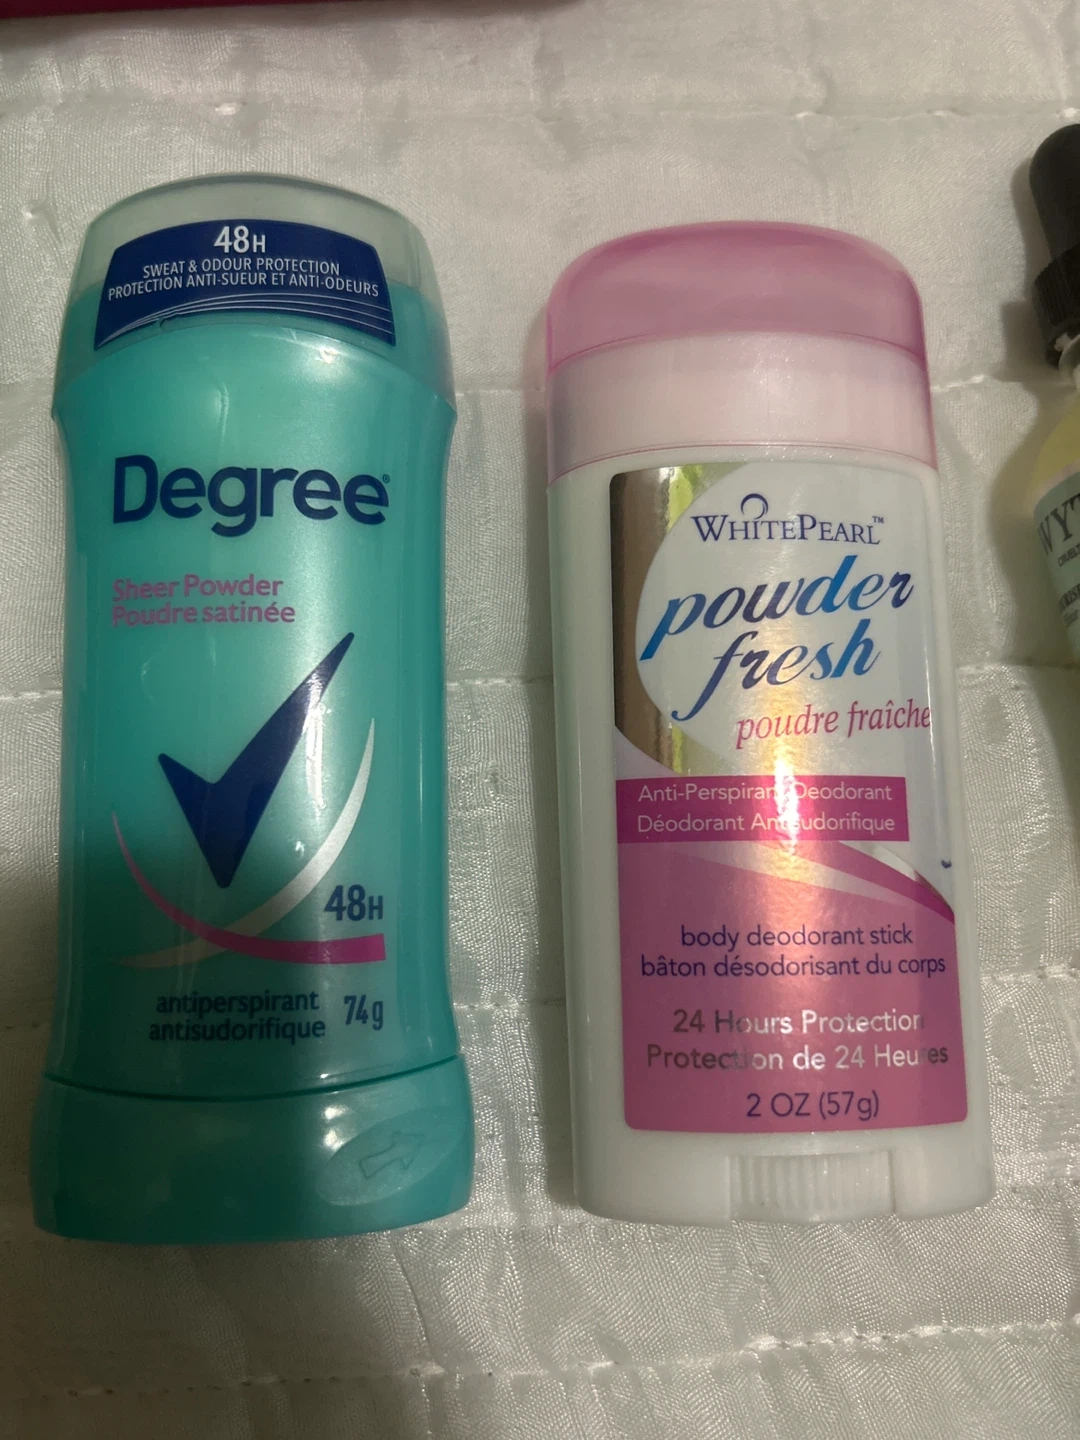 48H
SWEAT & ODOUR PROTECTION
PROTECTION ANTI-SUEUR ET ANTI-ODEURS
Degree®
Sheer Powder
Poudre satinée
48H
antiperspirant
antisudorifique
74g
WHITEPEARL™
powder
fresh
poudre fraîche
Anti-Perspirant Deodorant
Déodorant Antisudorifique
body deodorant stick
bâton désodorisant du corps
24 Hours Protection
Protection de 24 Heures
2 OZ (57g)